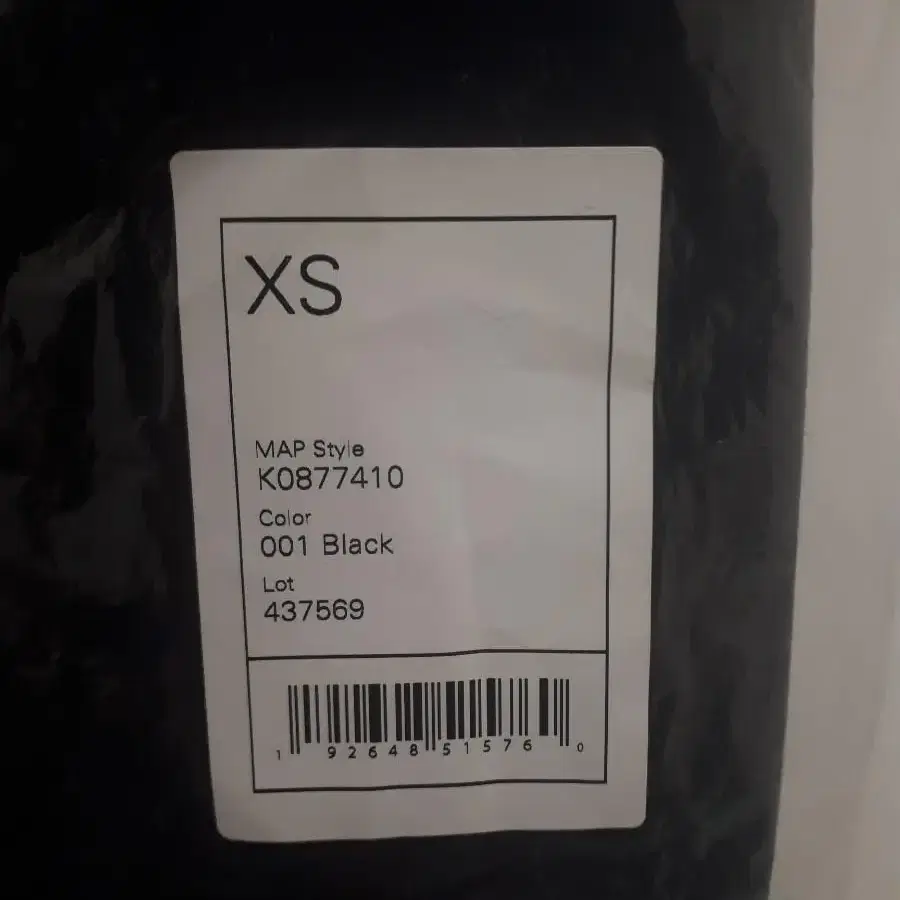 XS
MAP Style
K0877410
Color
001 Black
Lot
437569
1 92648 51576 0